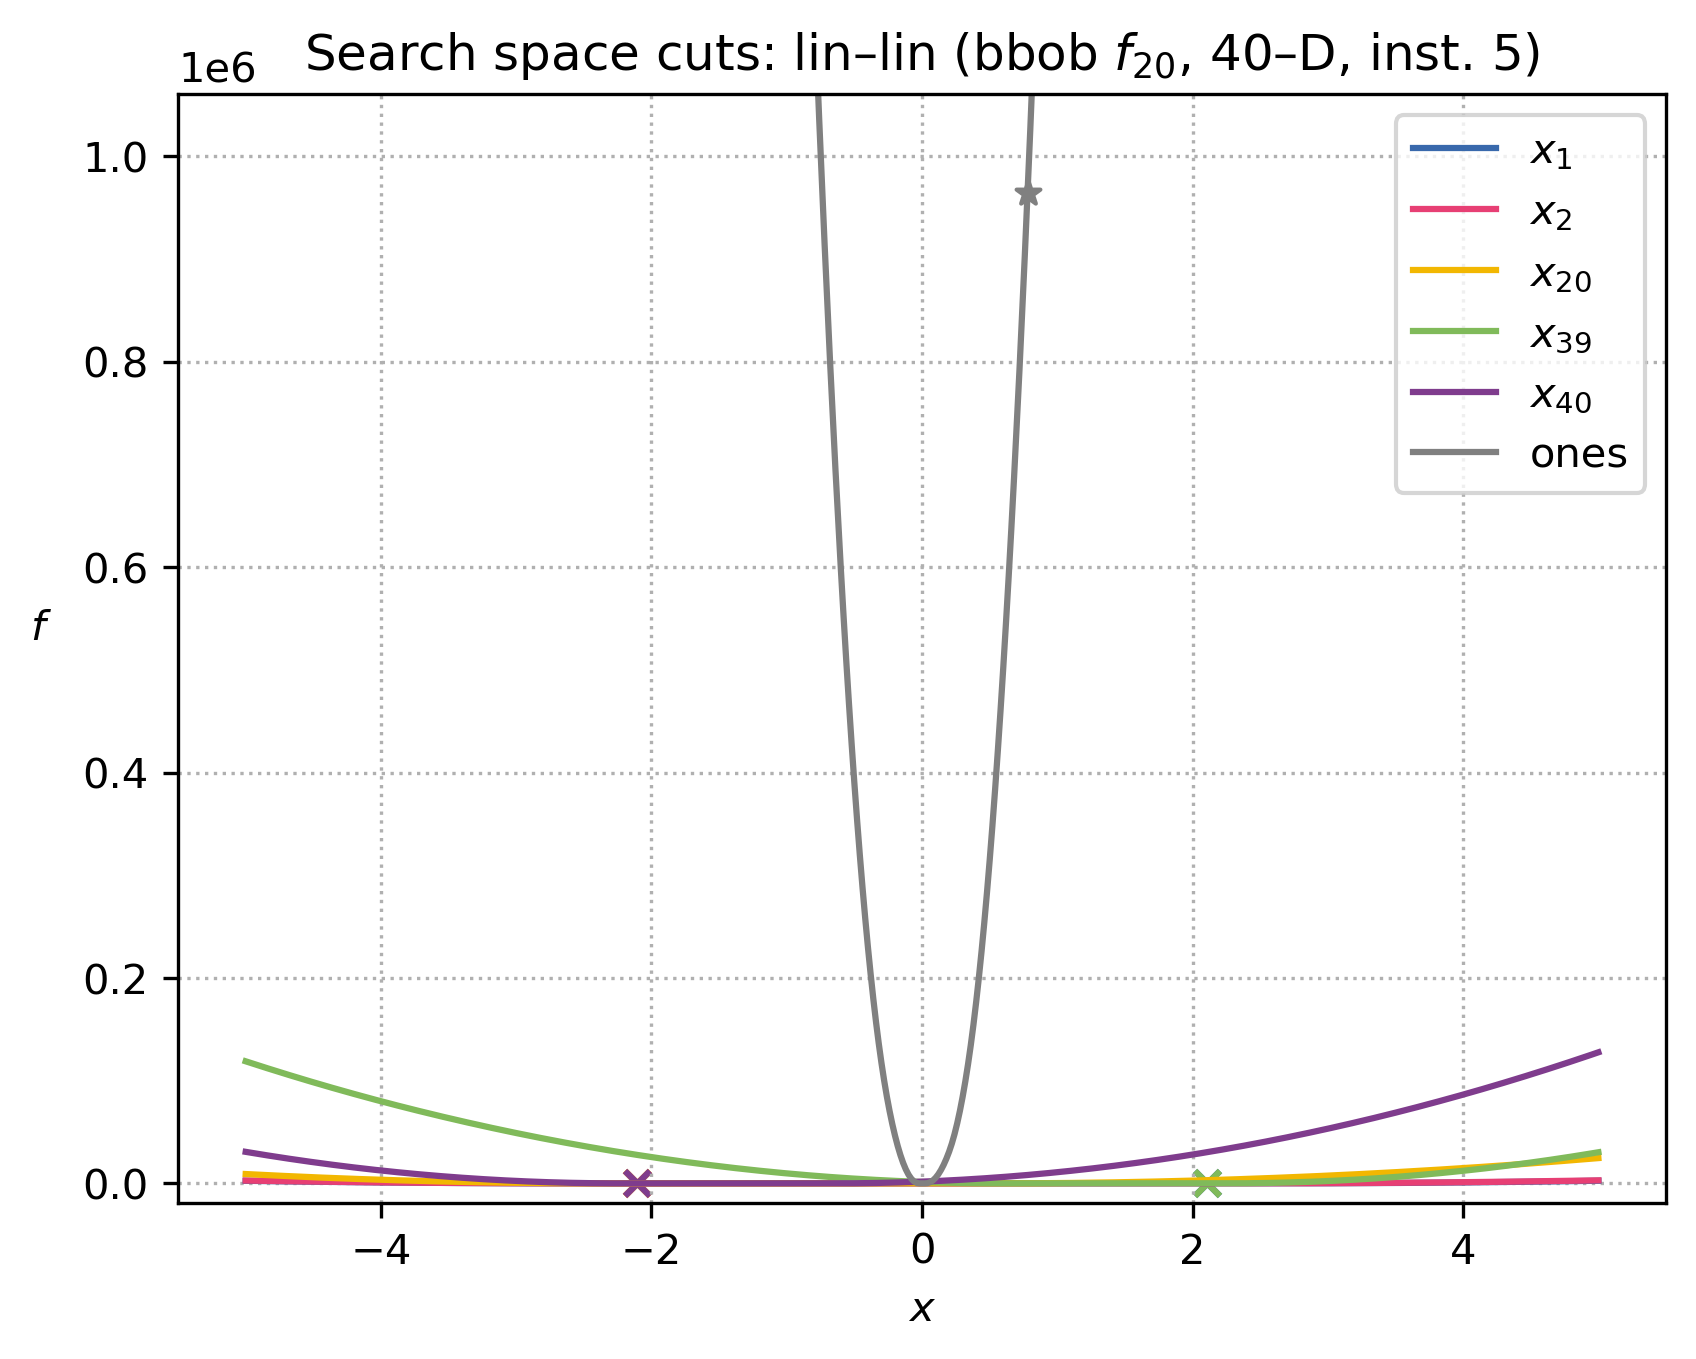 Search space cuts: lin–lin (bbob f20, 40–D, inst. 5)
1e6
1.0
0.8
0.6
0.4
0.2
0.0
f
−4
−2
0
2
4
x
x1
x2
x20
x39
x40
ones